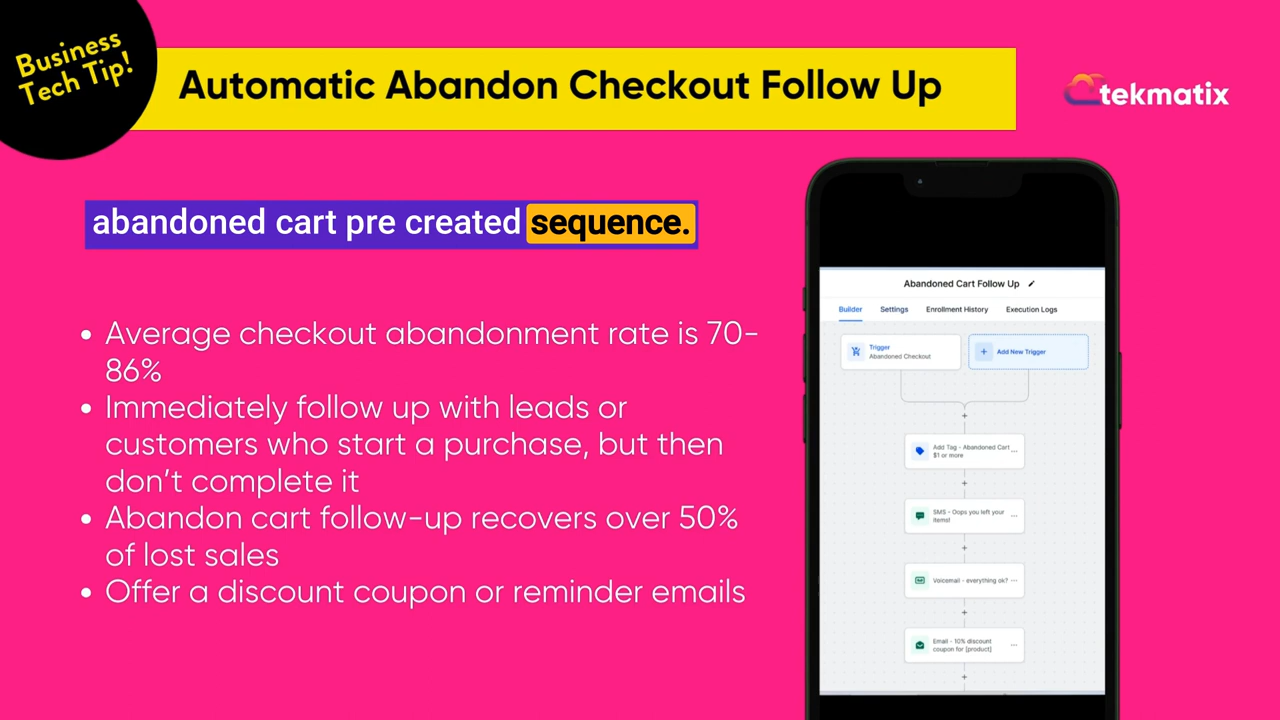 Business
Tech Tip!
Automatic Abandon Checkout Follow Up
tekmatix
abandoned cart pre created sequence.
• Average checkout abandonment rate is 70-
86%
• Immediately follow up with leads or
customers who start a purchase, but then
don't complete it
• Abandon cart follow-up recovers over 50%
of lost sales
• Offer a discount coupon or reminder emails
Abandoned Cart Follow Up
Builder Settings Enrollment History Execution Logs
Trigger
Abandoned Checkout
Add New Trigger
Add Tag - Abandoned Cart
$1 or more
SMS - Oops you left your
items!
Voicemail - everything ok?
Email - 10% discount
coupon for [product]